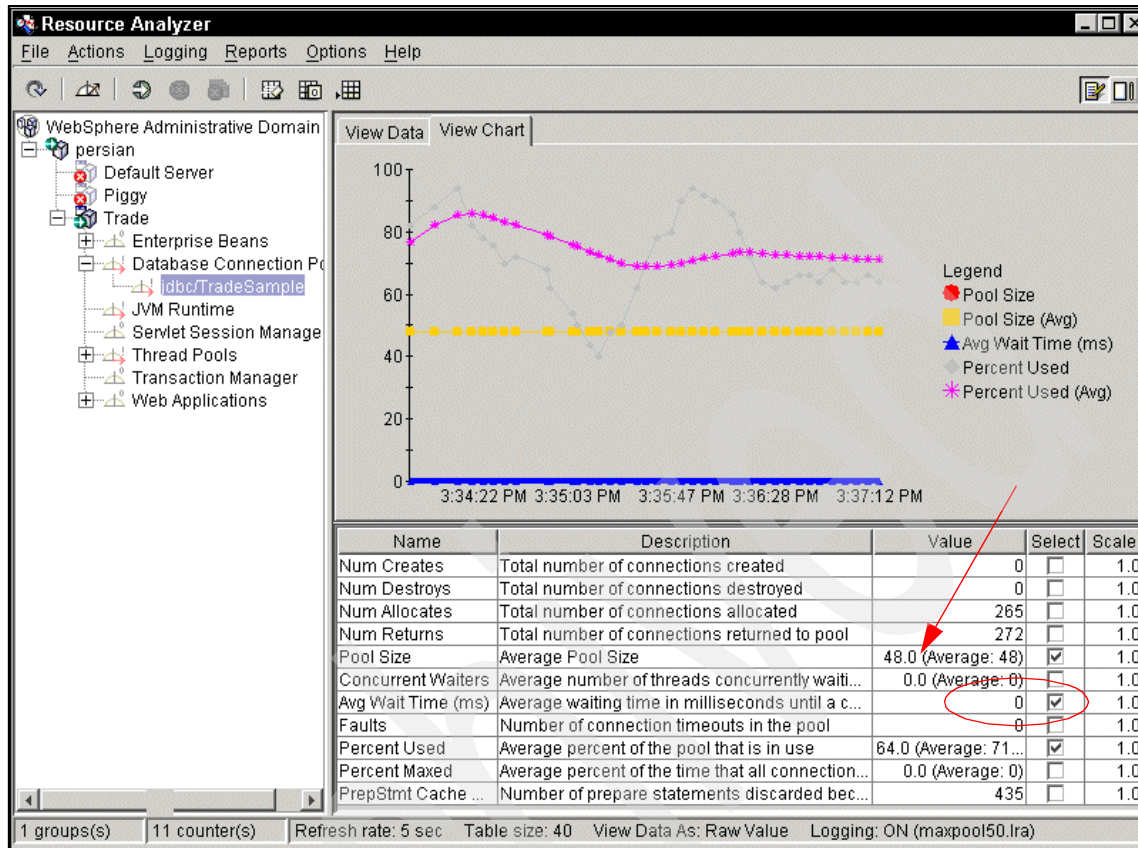 Resource Analyzer
File Actions Logging Reports Options Help
WebSphere Administrative Domain
persian
Default Server
Piggy
Trade
Enterprise Beans
Database Connection Po
jdbc/TradeSample
JVM Runtime
Servlet Session Manage
Thread Pools
Transaction Manager
Web Applications
View Data View Chart
100
80
60
40
20
0
3:34:22 PM 3:35:03 PM 3:35:47 PM 3:36:28 PM 3:37:12 PM
Legend
Pool Size
Pool Size (Avg)
Avg Wait Time (ms)
Percent Used
Percent Used (Avg)
Name Description Value Select Scale
Num Creates Total number of connections created 0 1.0
Num Destroys Total number of connections destroyed 0 1.0
Num Allocates Total number of connections allocated 265 1.0
Num Returns Total number of connections returned to pool 272 1.0
Pool Size Average Pool Size 48.0 (Average: 48) 1.0
Concurrent Waiters Average number of threads concurrently waiti... 0.0 (Average: 0) 1.0
Avg Wait Time (ms) Average waiting time in milliseconds until a c... 0 1.0
Faults Number of connection timeouts in the pool 0 1.0
Percent Used Average percent of the pool that is in use 64.0 (Average: 71... 1.0
Percent Maxed Average percent of the time that all connection... 0.0 (Average: 0) 1.0
PrepStmt Cache ... Number of prepare statements discarded bec... 435 1.0
1 groups(s) 11 counter(s) Refresh rate: 5 sec Table size: 40 View Data As: Raw Value Logging: ON (maxpool50.lra)